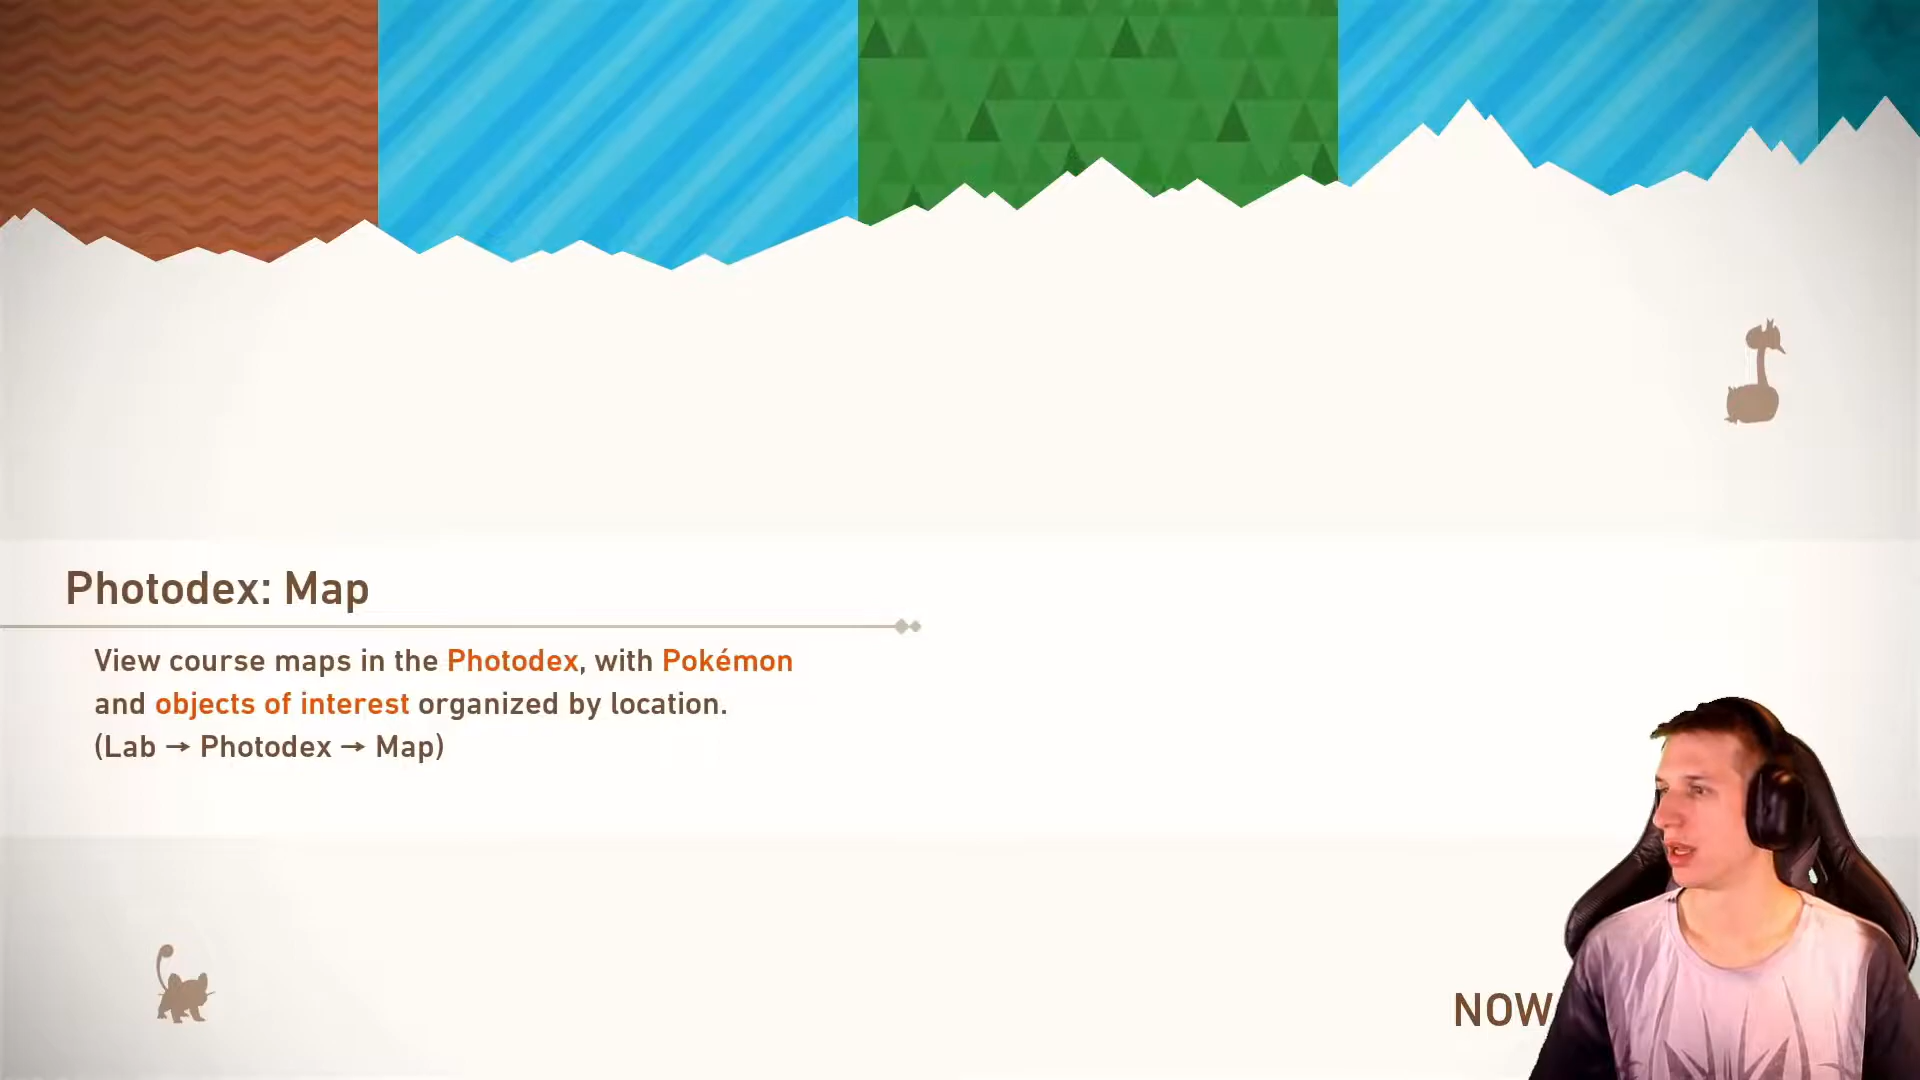 Photodex: Map
View course maps in the Photodex, with Pokémon
and objects of interest organized by location.
(Lab → Photodex → Map)
NOW